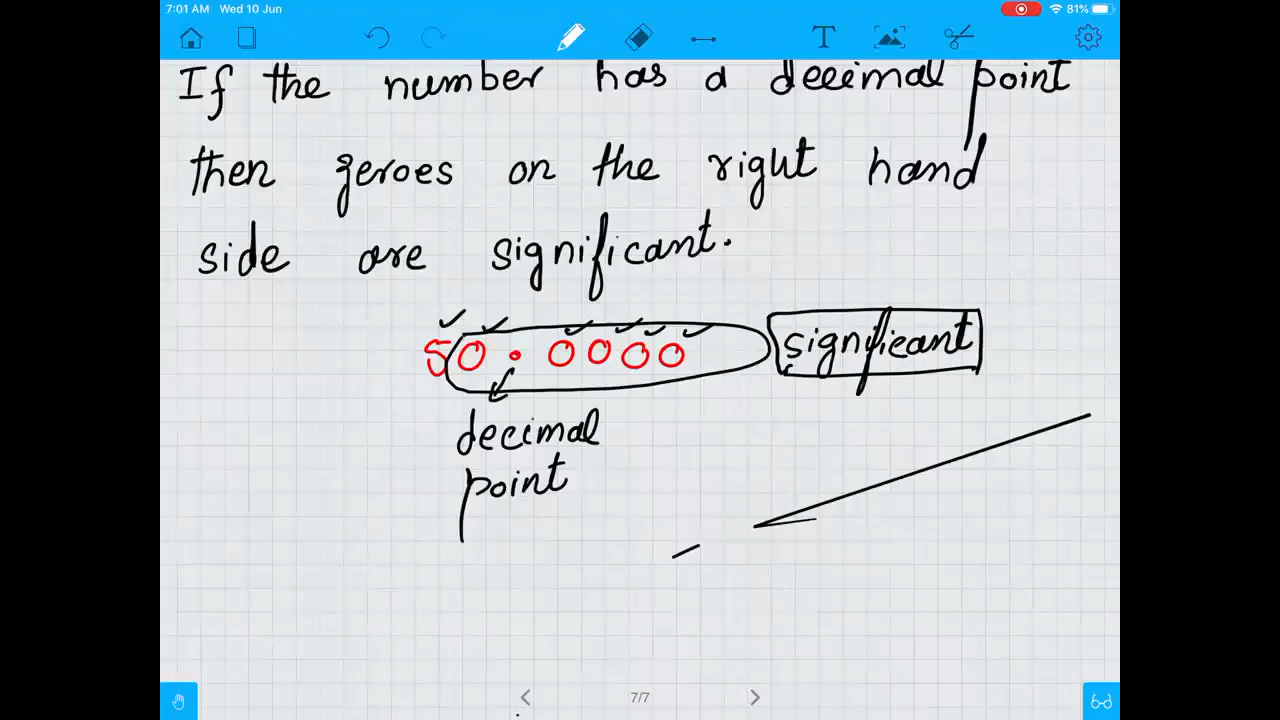 7:01 AM Wed 10 Jun 81%
T
If the number has a decimal point
then zeroes on the right hand
side are significant.
50.0000 significant
decimal
point
7/7